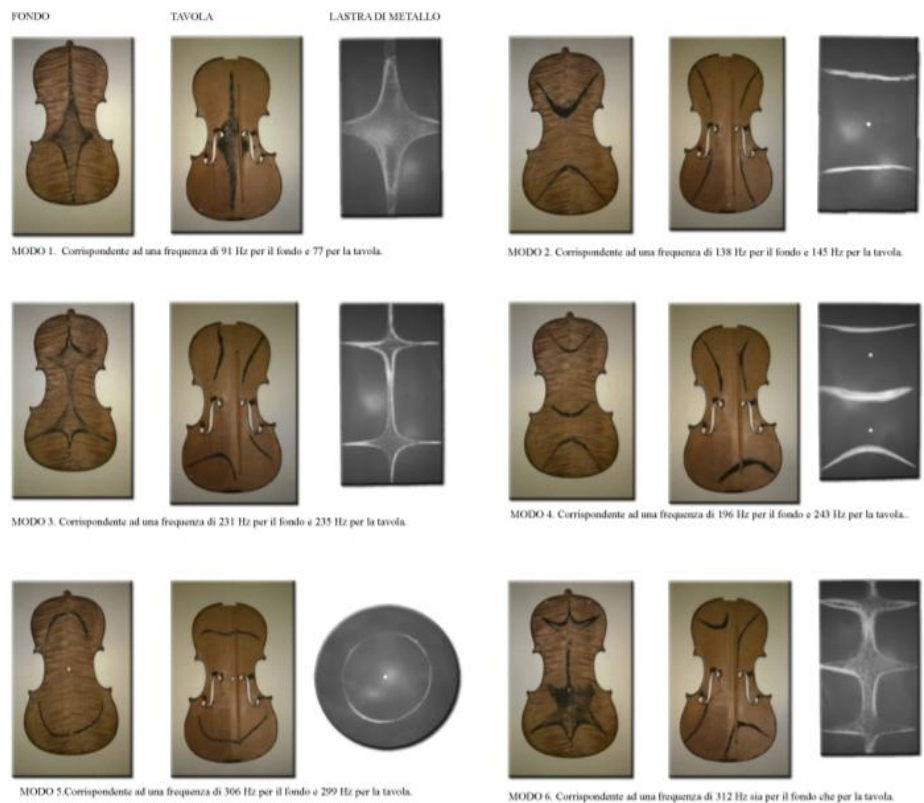 FONDO TAVOLA LASTRA DI METALLO
MODO 1. Corrispondente ad una frequenza di 91 Hz per il fondo e 77 per la tavola.
MODO 2. Corrispondente ad una frequenza di 138 Hz per il fondo e 145 Hz per la tavola.
MODO 3. Corrispondente ad una frequenza di 231 Hz per il fondo e 235 Hz per la tavola.
MODO 4. Corrispondente ad una frequenza di 196 Hz per il fondo e 243 Hz per la tavola..
MODO 5.Corrispondente ad una frequenza di 306 Hz per il fondo e 299 Hz per la tavola.
MODO 6. Corrispondente ad una frequenza di 312 Hz sia per il fondo che per la tavola.